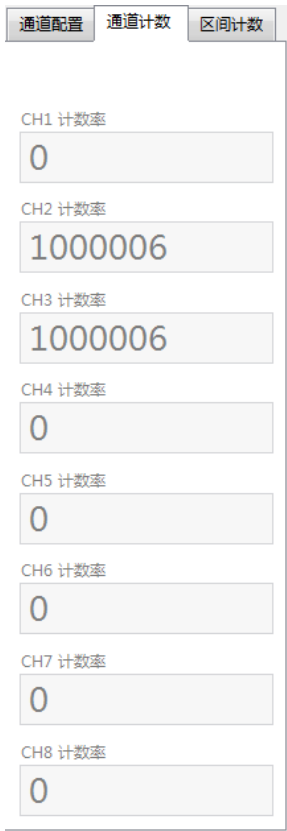 通道配置 通道计数 区间计数
CH1 计数率
0
CH2 计数率
1000006
CH3 计数率
1000006
CH4 计数率
0
CH5 计数率
0
CH6 计数率
0
CH7 计数率
0
CH8 计数率
0